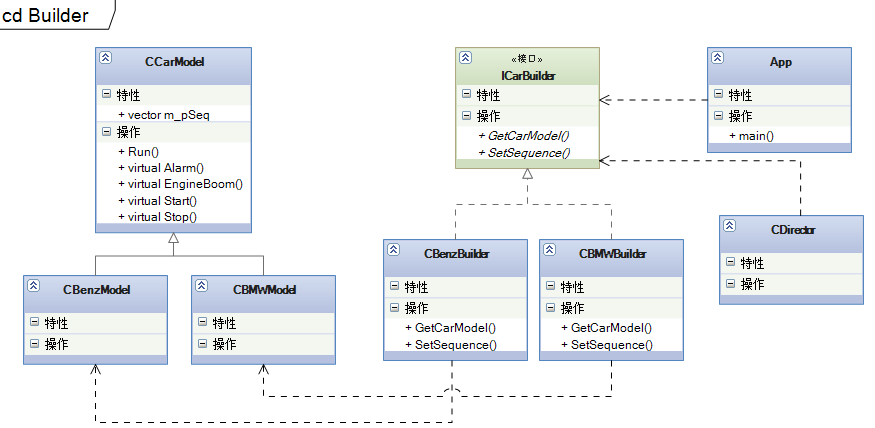 cd Builder
CCarModel
特性
+ vector m_pSeq
操作
+ Run()
+ virtual Alarm()
+ virtual EngineBoom()
+ virtual Start()
+ virtual Stop()
«接口»
ICarBuilder
特性
操作
+ GetCarModel()
+ SetSequence()
App
特性
操作
+ main()
CDirector
特性
操作
CBenzModel
特性
操作
CBMWModel
特性
操作
CBenzBuilder
特性
操作
+ GetCarModel()
+ SetSequence()
CBMWBuilder
特性
操作
+ GetCarModel()
+ SetSequence()